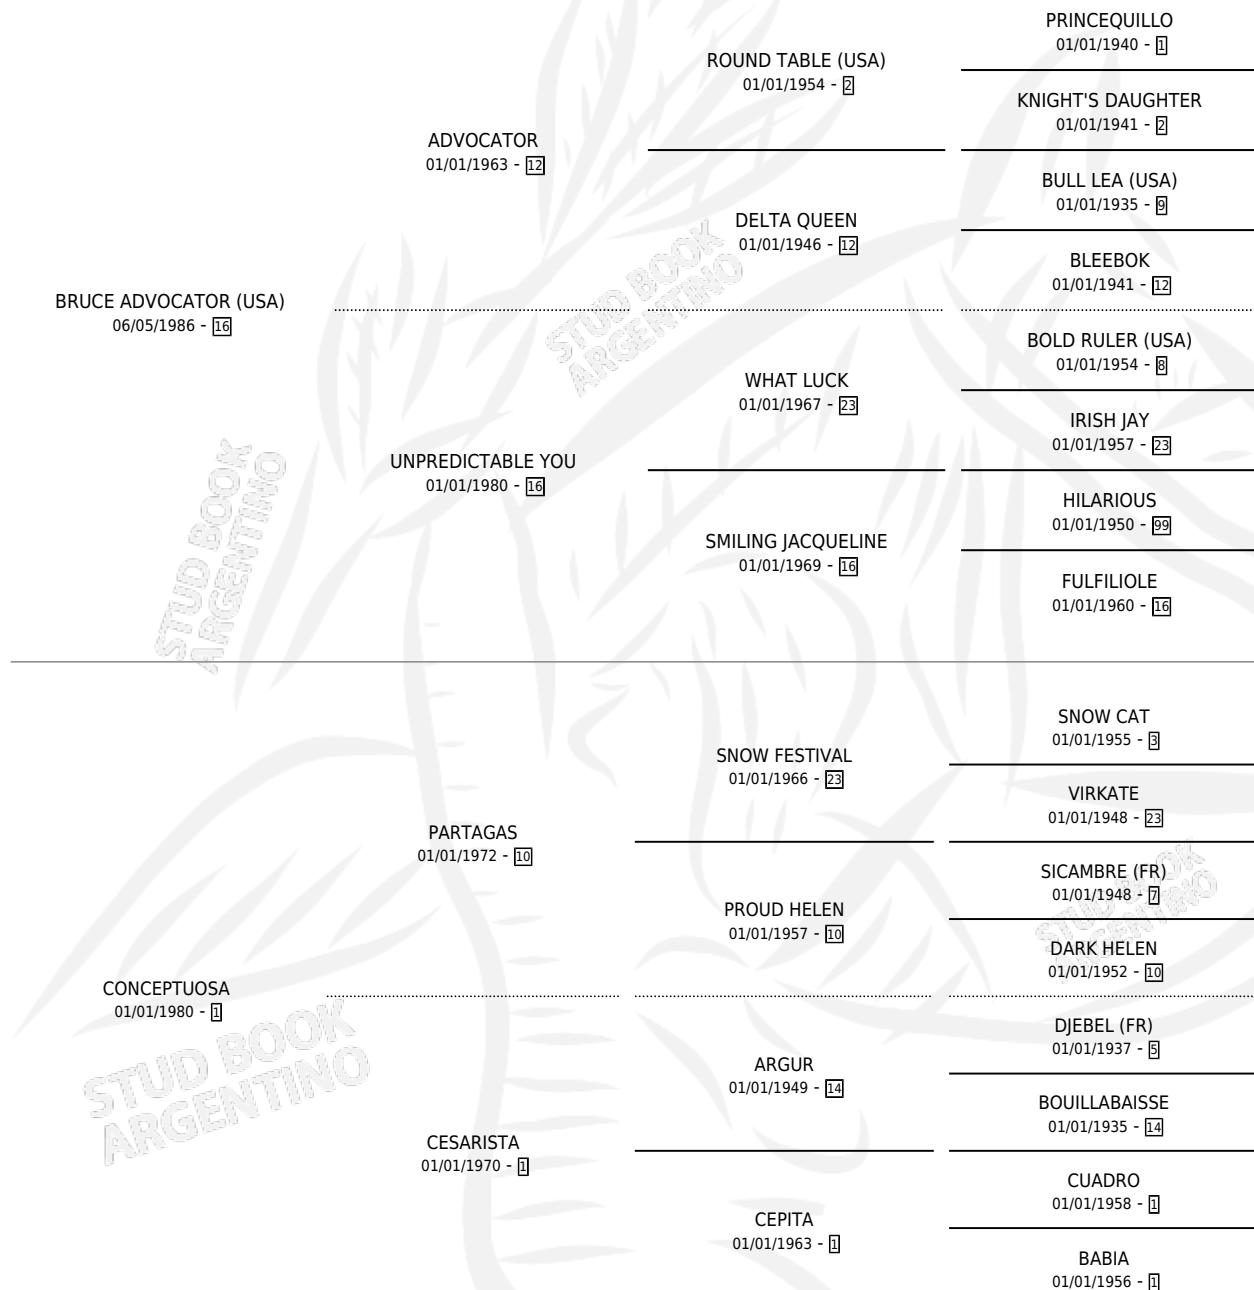 PRINCEQUILLO
01/01/1940 - 1
ROUND TABLE (USA)
01/01/1954 - 2
KNIGHT'S DAUGHTER
01/01/1941 - 2
ADVOCATOR
01/01/1963 - 12
BULL LEA (USA)
01/01/1935 - 9
DELTA QUEEN
01/01/1946 - 12
BLEEBOK
01/01/1941 - 12
BRUCE ADVOCATOR (USA)
06/05/1986 - 16
BOLD RULER (USA)
01/01/1954 - 8
WHAT LUCK
01/01/1967 - 23
IRISH JAY
01/01/1957 - 23
UNPREDICTABLE YOU
01/01/1980 - 16
HILARIOUS
01/01/1950 - 99
SMILING JACQUELINE
01/01/1969 - 16
FULFILIOLE
01/01/1960 - 16
SNOW CAT
01/01/1955 - 3
SNOW FESTIVAL
01/01/1966 - 23
VIRKATE
01/01/1948 - 23
PARTAGAS
01/01/1972 - 10
SICAMBRE (FR)
01/01/1948 - 7
PROUD HELEN
01/01/1957 - 10
DARK HELEN
01/01/1952 - 10
CONCEPTUOSA
01/01/1980 - 1
DJEBEL (FR)
01/01/1937 - 5
ARGUR
01/01/1949 - 14
BOUILLABAISSE
01/01/1935 - 14
CESARISTA
01/01/1970 - 1
CUADRO
01/01/1958 - 1
CEPITA
01/01/1963 - 1
BABIA
01/01/1956 - 1
STUD BOOK
ARGENTINO
STUD BOOK
ARGENTINO
STUD BOOK
ARGENTINO
STUD BOOK
ARGENTINO